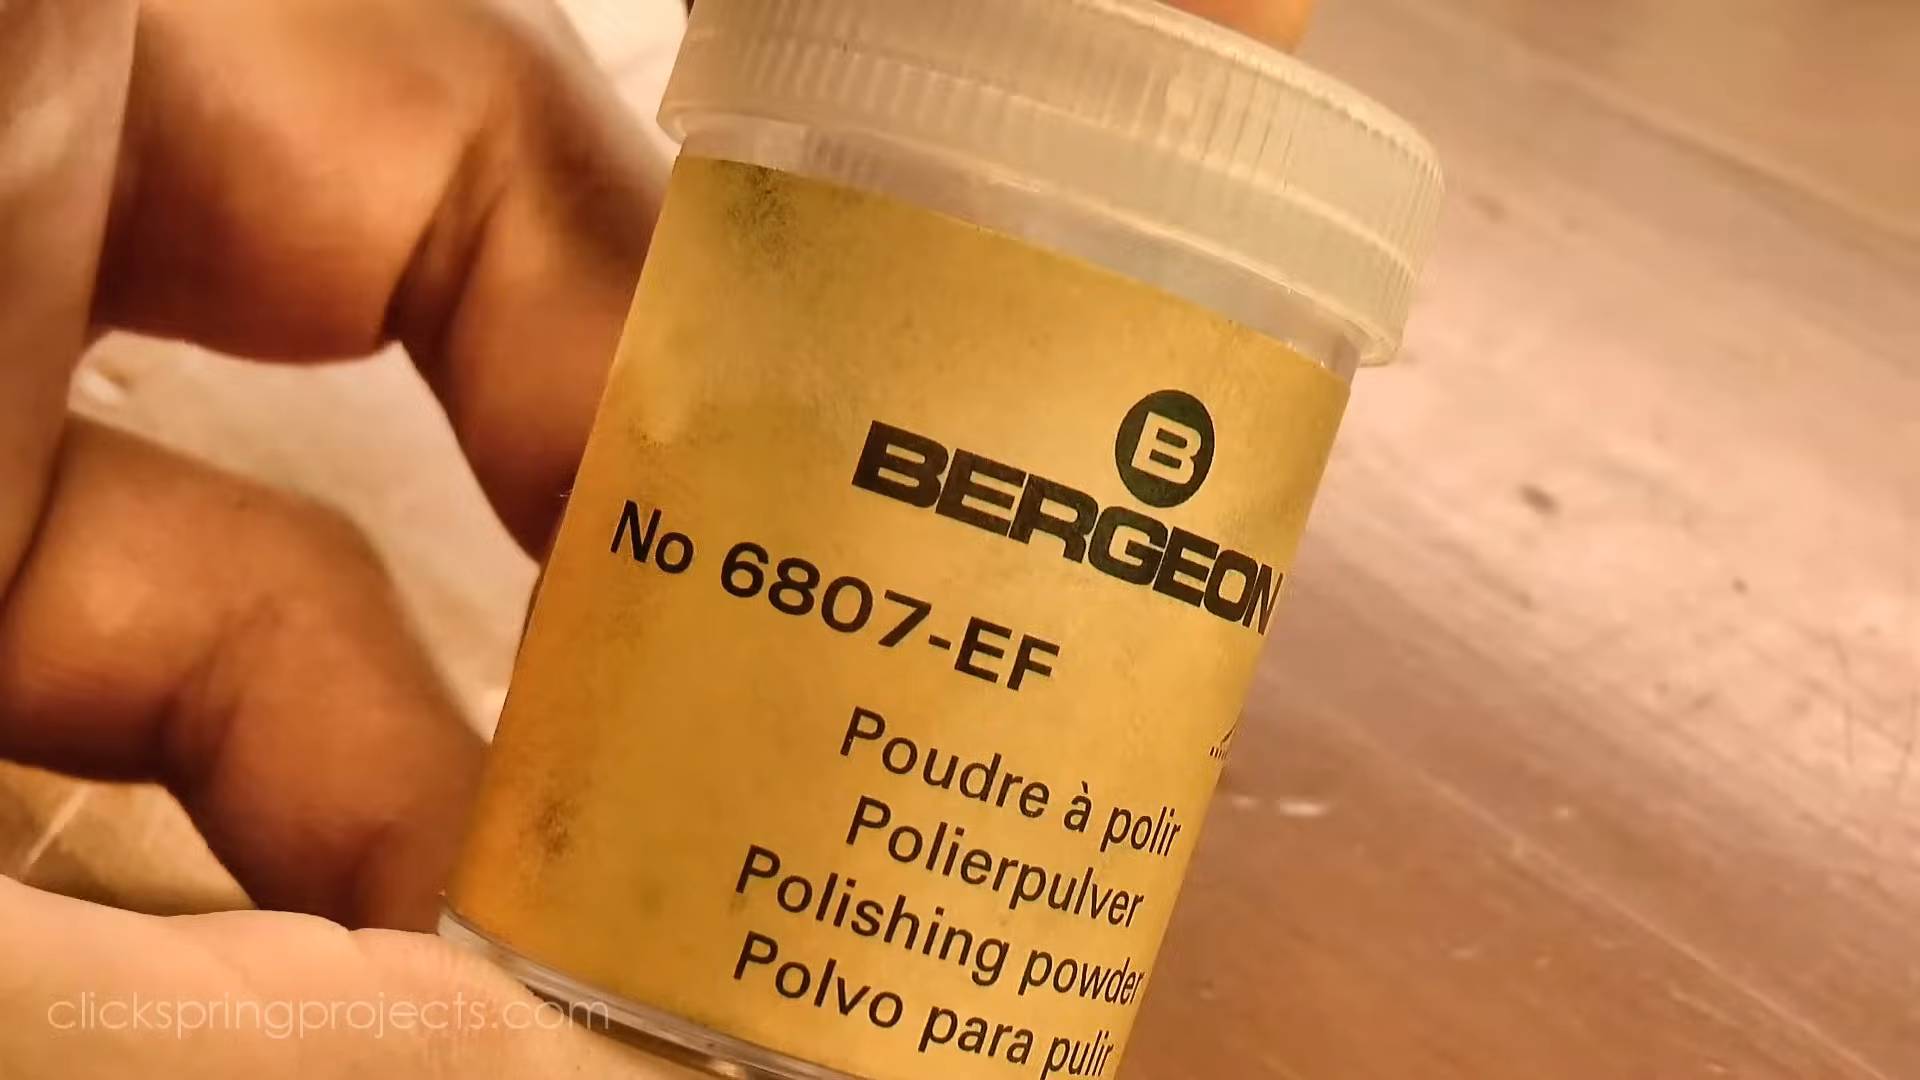 B
BERGEON
No 6807-EF
Poudre à polir
Polierpulver
Polishing powder
Polvo para pulir
clickspringprojects.com